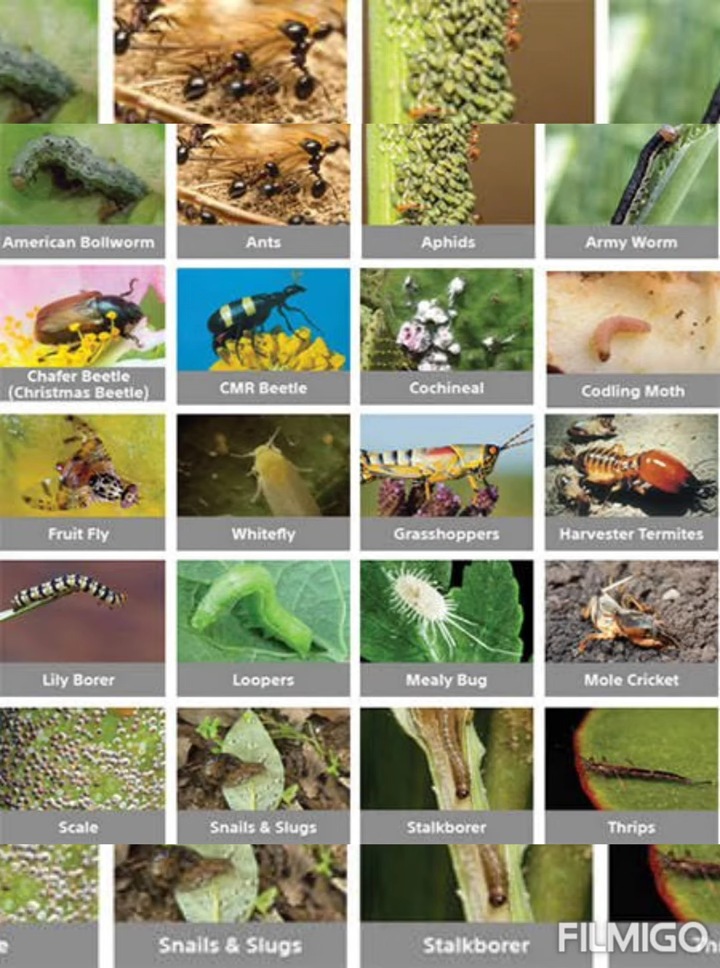 American Bollworm
Ants
Aphids
Army Worm
Chafer Beetle
(Christmas Beetle)
CMR Beetle
Cochineal
Codling Moth
Fruit Fly
Whitefly
Grasshoppers
Harvester Termites
Lily Borer
Loopers
Mealy Bug
Mole Cricket
Scale
Snails & Slugs
Stalkborer
Thrips
e
Snails & Slugs
Stalkborer
Th
FILMIGO